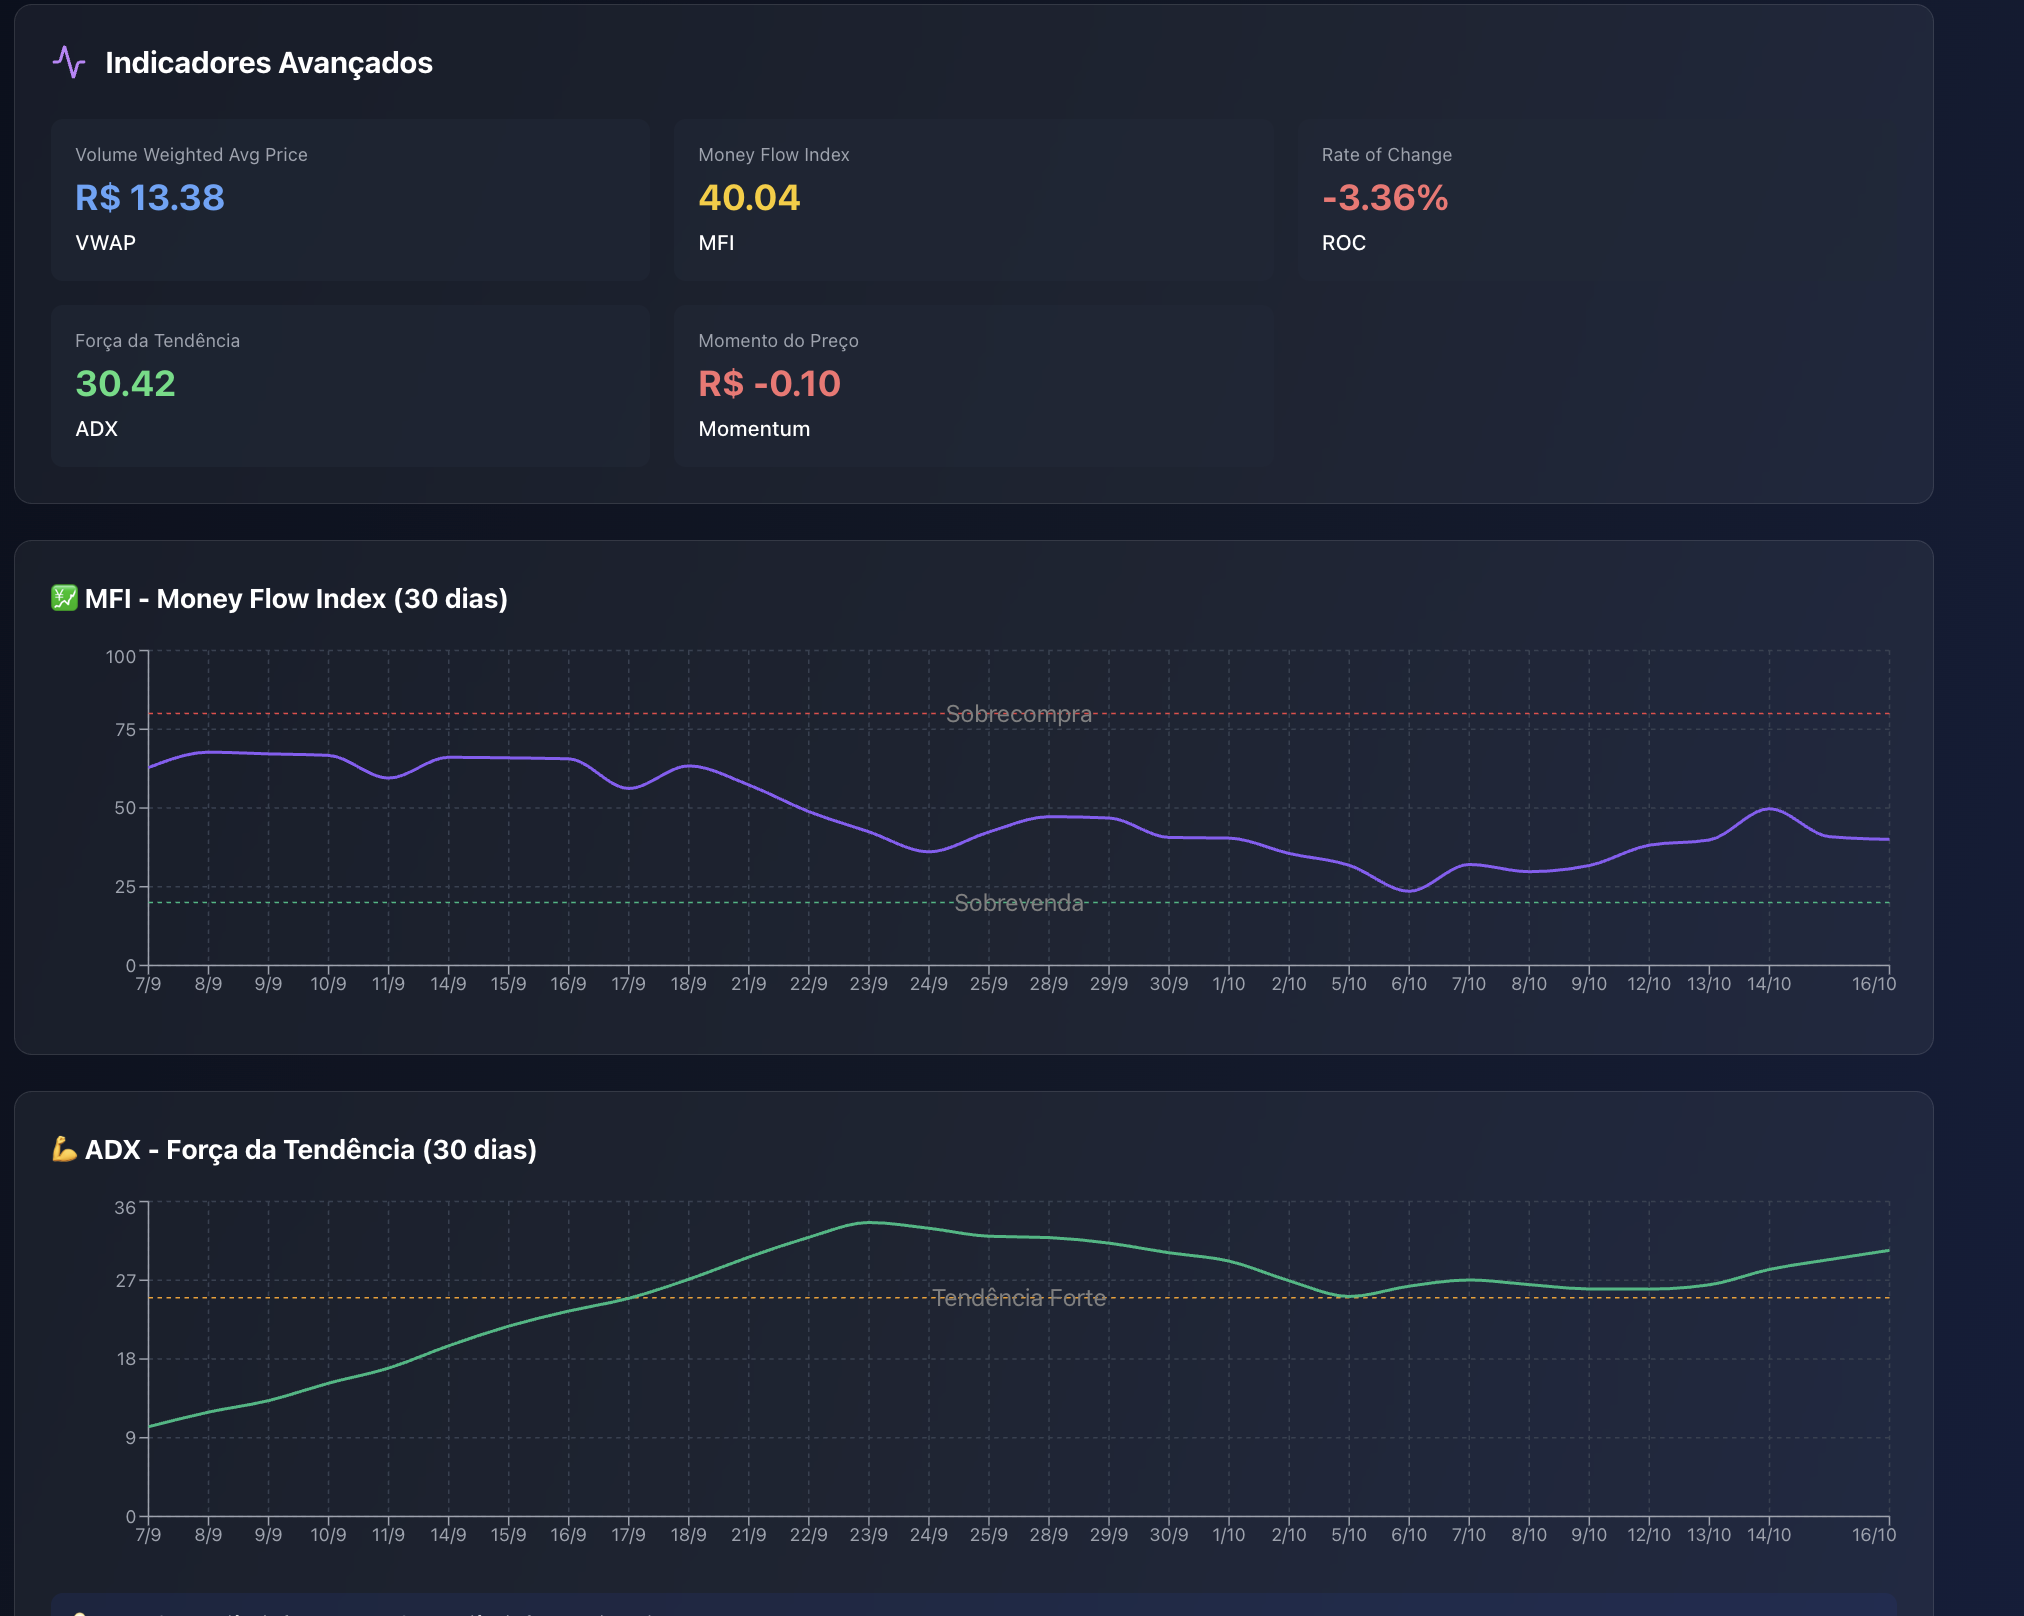 Indicadores Avançados
Volume Weighted Avg Price
R$ 13.38
VWAP
Money Flow Index
40.04
MFI
Rate of Change
-3.36%
ROC
Força da Tendência
30.42
ADX
Momento do Preço
R$ -0.10
Momentum
MFI - Money Flow Index (30 dias)
100
75
50
25
0
Sobrecompra
Sobrevenda
7/9 8/9 9/9 10/9 11/9 14/9 15/9 16/9 17/9 18/9 21/9 22/9 23/9 24/9 25/9 28/9 29/9 30/9 1/10 2/10 5/10 6/10 7/10 8/10 9/10 12/10 13/10 14/10 16/10
ADX - Força da Tendência (30 dias)
36
27
18
9
0
Tendência Forte
7/9 8/9 9/9 10/9 11/9 14/9 15/9 16/9 17/9 18/9 21/9 22/9 23/9 24/9 25/9 28/9 29/9 30/9 1/10 2/10 5/10 6/10 7/10 8/10 9/10 12/10 13/10 14/10 16/10